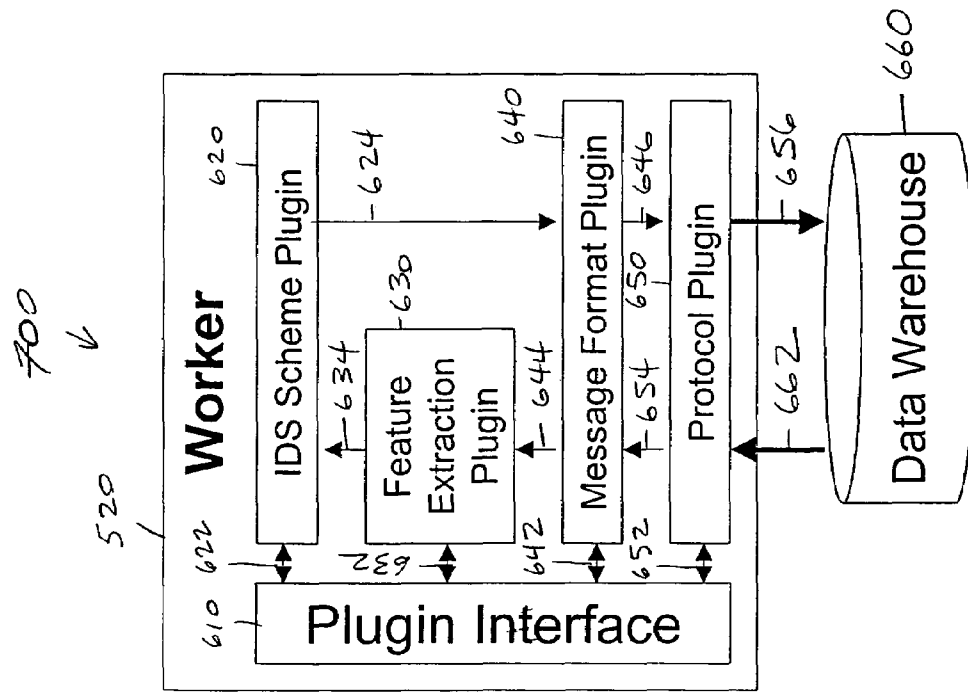 700
520
Worker
610
Plugin Interface
622
IDS Scheme Plugin
620
634
624
632
Feature
Extraction
Plugin
630
644
642
Message Format Plugin
640
654
650
646
652
Protocol Plugin
662
656
Data Warehouse
660